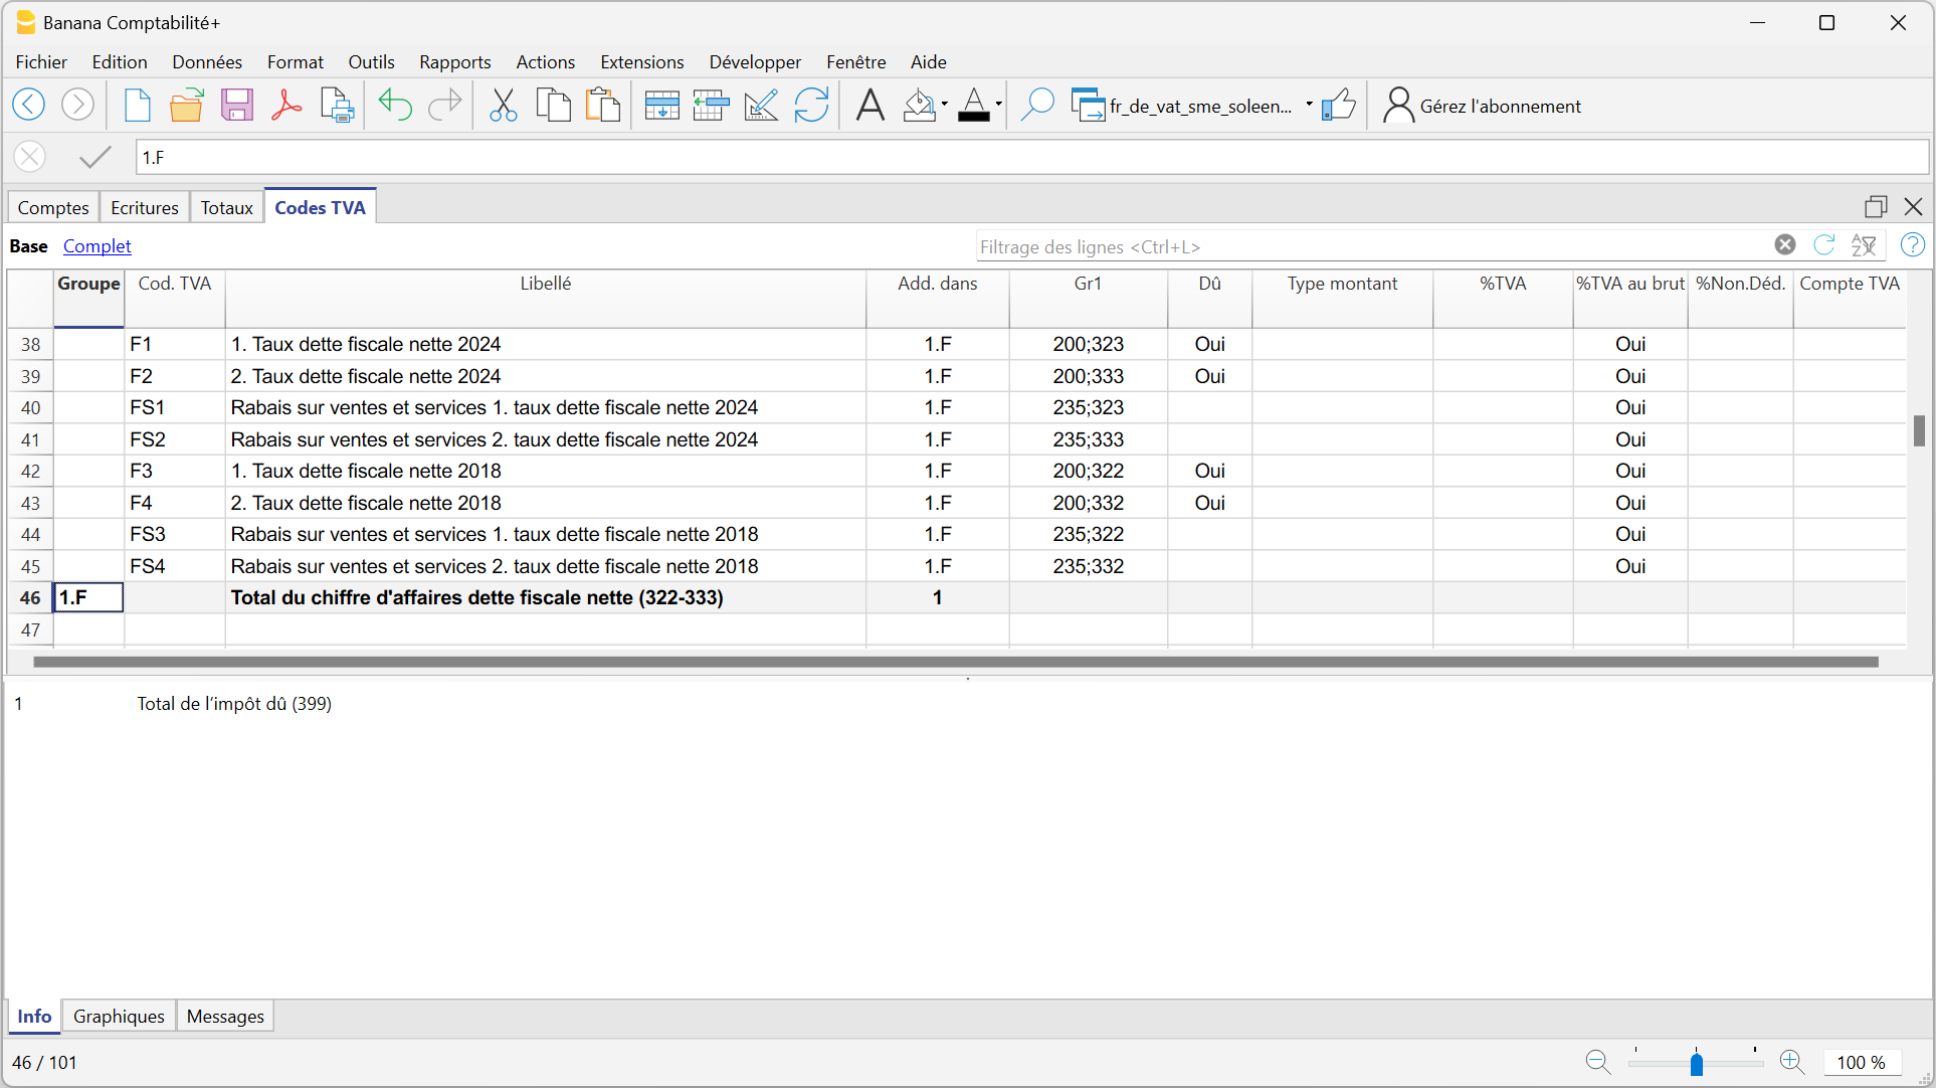 Banana Comptabilité+
Fichier Edition Données Format Outils Rapports Actions Extensions Développer Fenêtre Aide
fr_de_vat_sme_soleen... Gérez l'abonnement
1.F
Comptes Ecritures Totaux Codes TVA
Base Complet Filtrage des lignes <Ctrl+L>
Groupe Cod. TVA Libellé Add. dans Gr1 Dû Type montant %TVA %TVA au brut %Non.Déd. Compte TVA
38 F1 1. Taux dette fiscale nette 2024 1.F 200;323 Oui Oui
39 F2 2. Taux dette fiscale nette 2024 1.F 200;333 Oui Oui
40 FS1 Rabais sur ventes et services 1. taux dette fiscale nette 2024 1.F 235;323 Oui
41 FS2 Rabais sur ventes et services 2. taux dette fiscale nette 2024 1.F 235;333 Oui
42 F3 1. Taux dette fiscale nette 2018 1.F 200;322 Oui Oui
43 F4 2. Taux dette fiscale nette 2018 1.F 200;332 Oui Oui
44 FS3 Rabais sur ventes et services 1. taux dette fiscale nette 2018 1.F 235;322 Oui
45 FS4 Rabais sur ventes et services 2. taux dette fiscale nette 2018 1.F 235;332 Oui
46 1.F Total du chiffre d'affaires dette fiscale nette (322-333) 1
47
1 Total de l'impôt dû (399)
Info Graphiques Messages
46 / 101 100 %